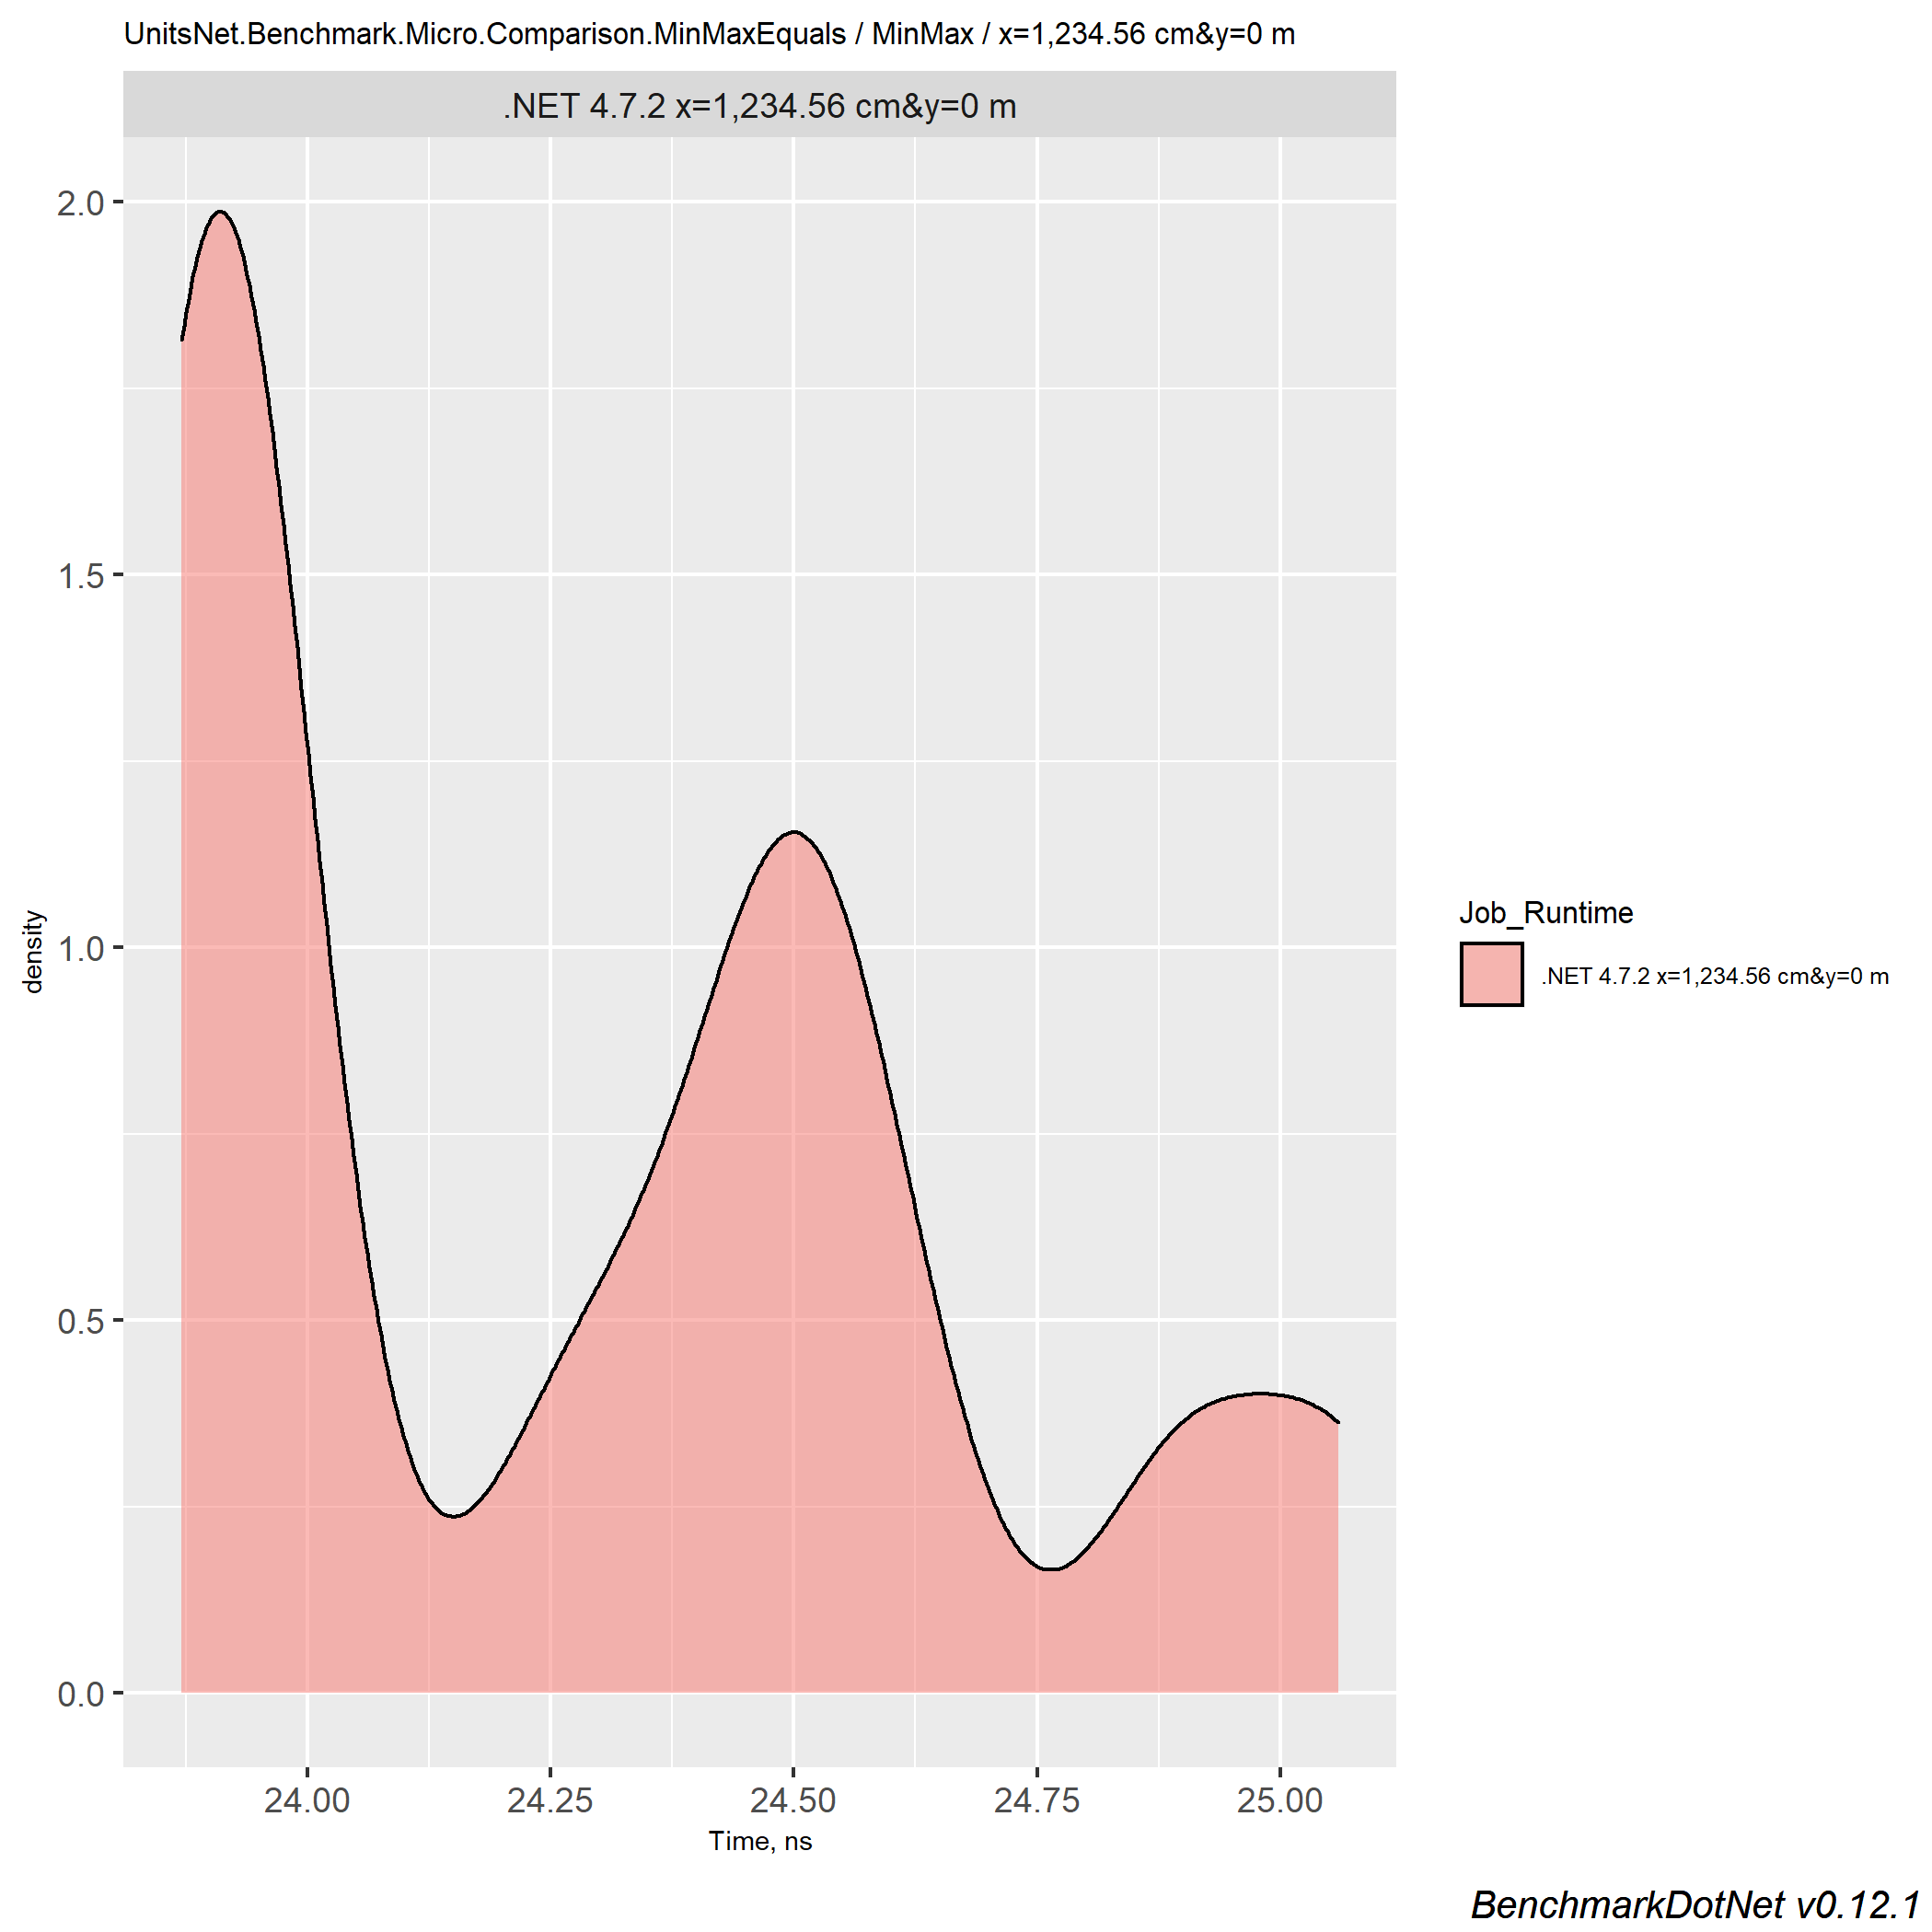 UnitsNet.Benchmark.Micro.Comparison.MinMaxEquals / MinMax / x=1,234.56 cm&y=0 m
.NET 4.7.2 x=1,234.56 cm&y=0 m
2.0
1.5
1.0
0.5
0.0
density
24.00 24.25 24.50 24.75 25.00
Time, ns
Job_Runtime
.NET 4.7.2 x=1,234.56 cm&y=0 m
BenchmarkDotNet v0.12.1